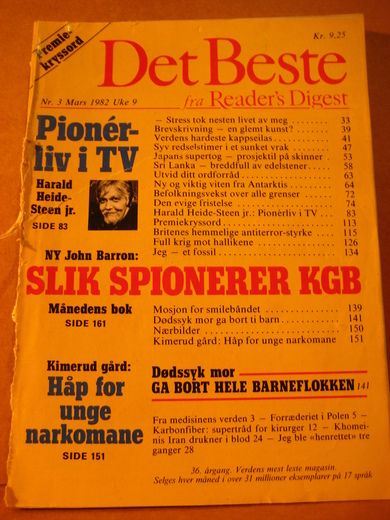 Premie-
kryssord
Kr. 9,25
Det Beste
fra Reader's Digest
Nr. 3 Mars 1982 Uke 9
Pionér-
liv i TV
Harald
Heide-
Steen jr.
SIDE 83
— Stress tok nesten livet av meg 33
Brevskrivning — en glemt kunst? 39
Verdens hardeste kappseilas 41
Syv redselstimer i et sunket vrak 47
Japans supertog — prosjektil på skinner 53
Sri Lanka — breddfull av edelstener 58
Utvid ditt ordforråd 63
Ny og viktig viten fra Antarktis 64
Befolkningsvekst over alle grenser 72
Den evige fristelse 74
Harald Heide-Steen jr.: Pionérliv i TV 83
Premiekryssord 113
Britenes hemmelige antiterror-styrke 115
Full krig mot hallikene 126
Jeg — et fossil 134
NY John Barron:
SLIK SPIONERER KGB
Månedens bok
SIDE 161
Mosjon for smilebåndet 139
Dødssyk mor ga bort ti barn 141
Nærbilder 150
Kimerud gård: Håp for unge narkomane 151
Kimerud gård:
Håp for
unge
narkomane
SIDE 151
Dødssyk mor
GA BORT HELE BARNEFLOKKEN 141
Fra medisinens verden 3 — Forræderiet i Polen 5 —
Karbonfiber: supertråd for kirurger 12 — Khomei-
nis Iran drukner i blod 24 — Jeg ble «henrettet» tre
ganger 28
36. årgang. Verdens mest leste magasin.
Selges hver måned i over 31 millioner eksemplarer på 17 språk